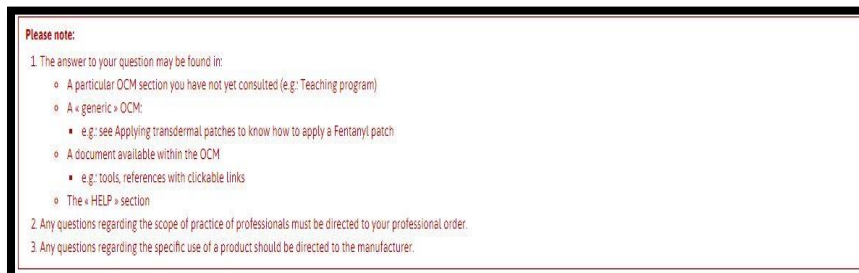 Please note:
1. The answer to your question may be found in:
○ A particular OCM section you have not yet consulted (e.g.: Teaching program)
○ A « generic » OCM:
▪ e.g.: see Applying transdermal patches to know how to apply a Fentanyl patch
○ A document available within the OCM
▪ e.g.: tools, references with clickable links
○ The « HELP » section
2. Any questions regarding the scope of practice of professionals must be directed to your professional order.
3. Any questions regarding the specific use of a product should be directed to the manufacturer.